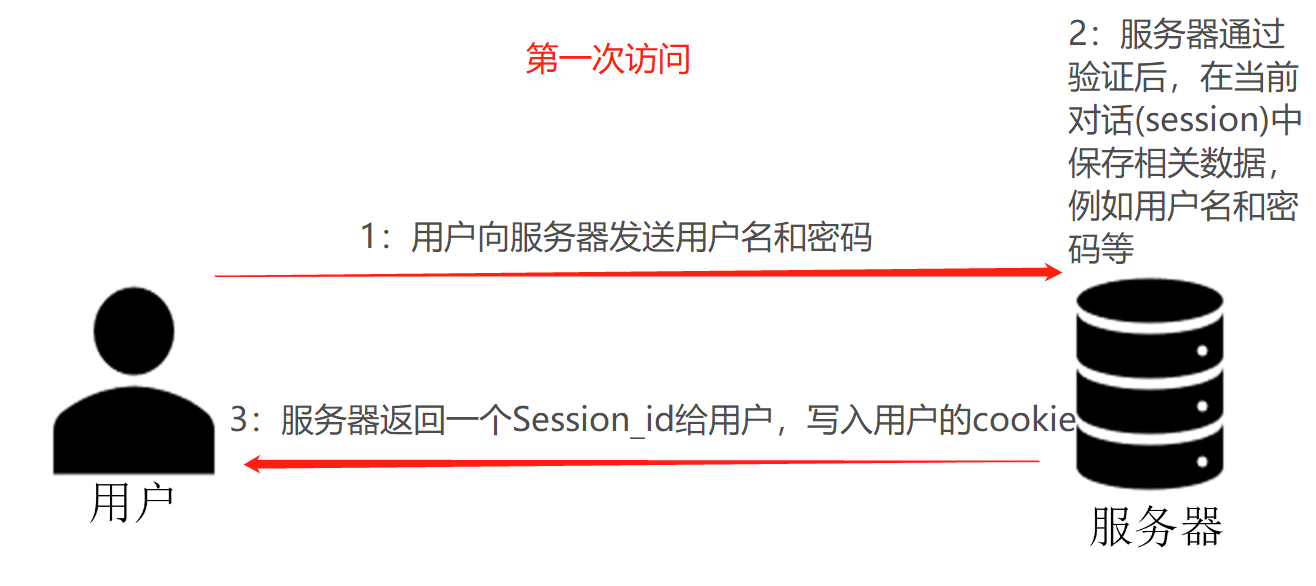 第一次访问
2：服务器通过
验证后，在当前
对话(session)中
保存相关数据，
例如用户名和密
码等
1：用户向服务器发送用户名和密码
3：服务器返回一个Session_id给用户，写入用户的cookie
用户
服务器